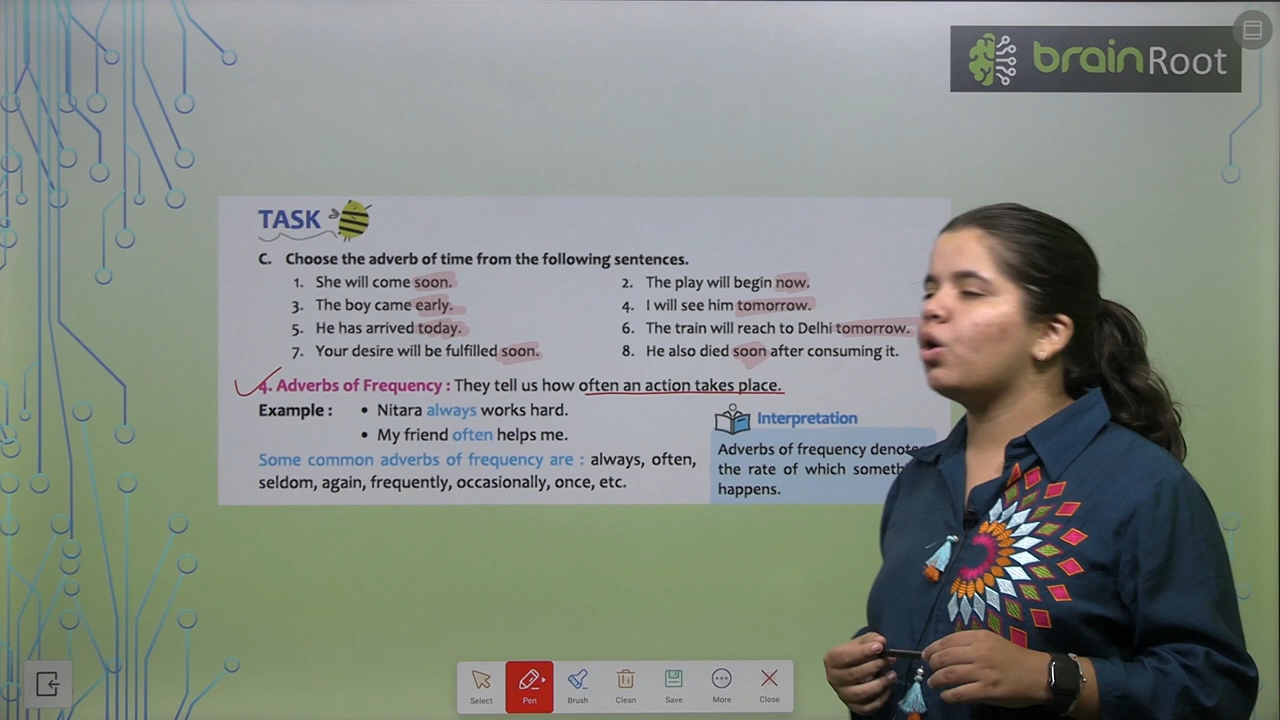 brainRoot
TASK
C. Choose the adverb of time from the following sentences.
1. She will come soon.
2. The play will begin now.
3. The boy came early.
4. I will see him tomorrow.
5. He has arrived today.
6. The train will reach to Delhi tomorrow.
7. Your desire will be fulfilled soon.
8. He also died soon after consuming it.
4. Adverbs of Frequency : They tell us how often an action takes place.
Example : • Nitara always works hard.
• My friend often helps me.
Some common adverbs of frequency are : always, often,
seldom, again, frequently, occasionally, once, etc.
Interpretation
Adverbs of frequency
the rate of which
happens.
Select
Pen
Brush
Clean
Save
More
Close